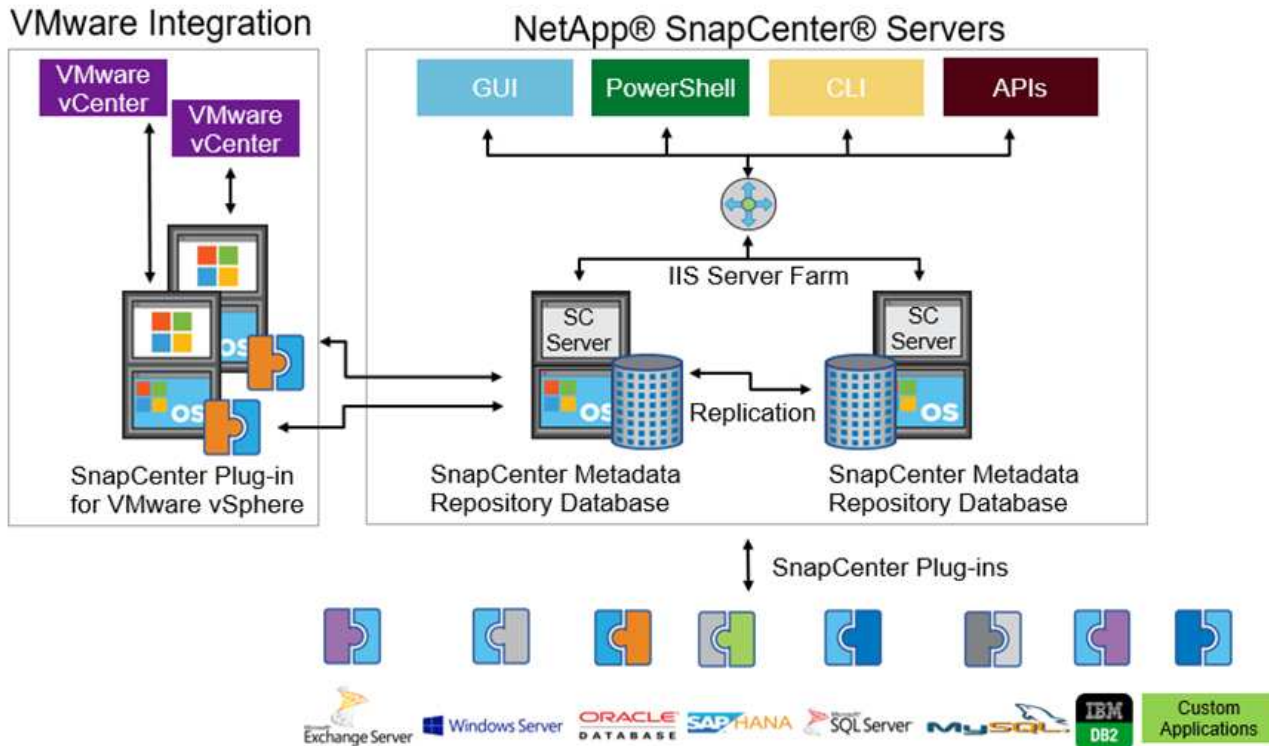 VMware Integration
NetApp® SnapCenter® Servers
VMware
vCenter
VMware
vCenter
GUI
PowerShell
CLI
APIs
IIS Server Farm
SC
Server
SC
Server
OS
OS
OS
OS
Replication
SnapCenter Plug-in
for VMware vSphere
SnapCenter Metadata
Repository Database
SnapCenter Metadata
Repository Database
SnapCenter Plug-ins
Microsoft
Exchange Server
Windows Server
ORACLE
DATABASE
SAP HANA
Microsoft
SQL Server
MySQL
IBM
DB2
Custom
Applications